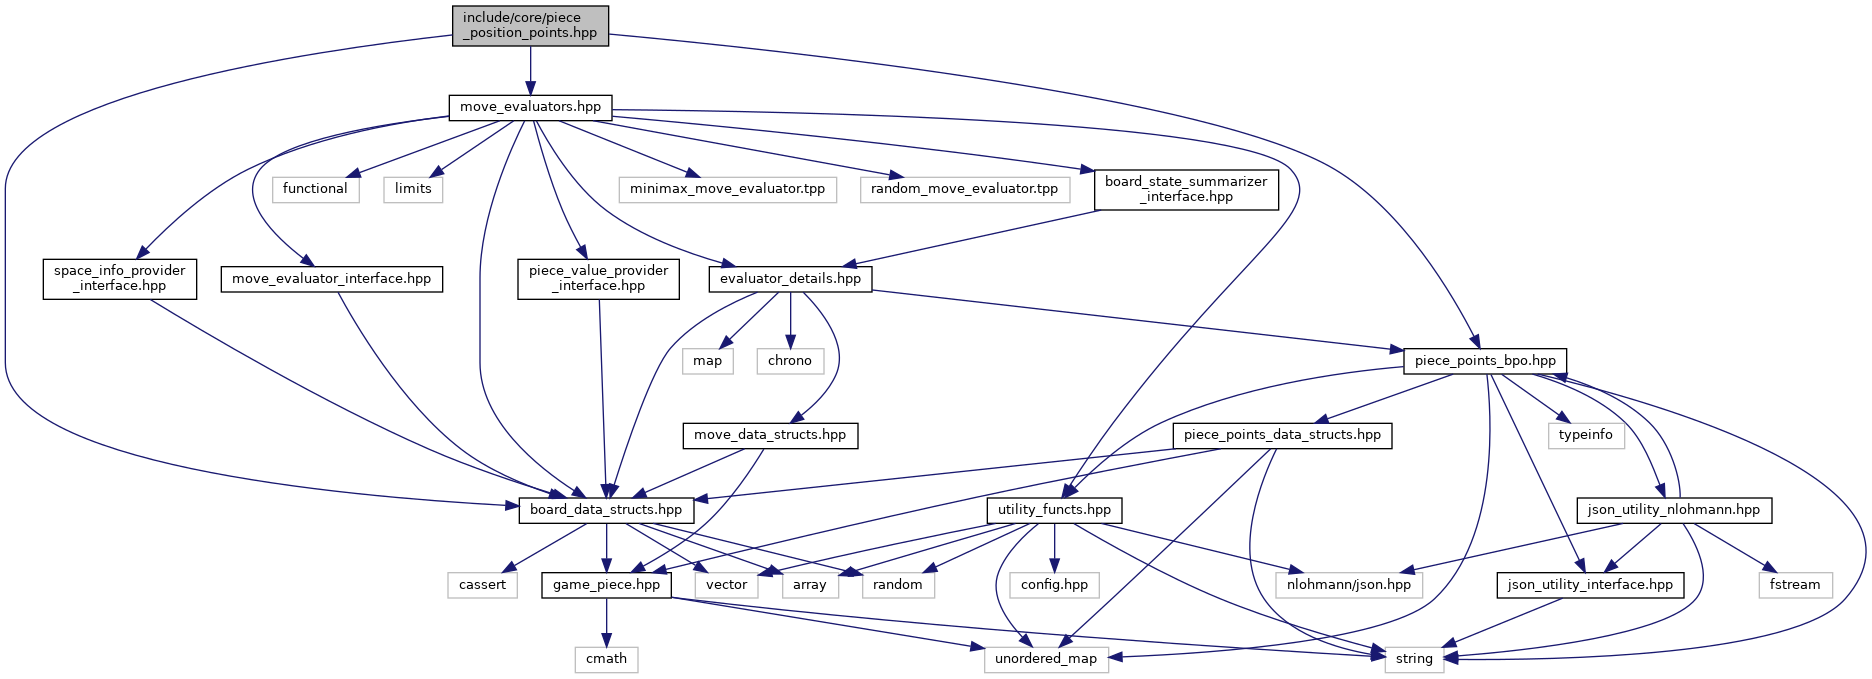 include/core/piece
_position_points.hpp
move_evaluators.hpp
functional
limits
minimax_move_evaluator.tpp
random_move_evaluator.tpp
board_state_summarizer
_interface.hpp
space_info_provider
_interface.hpp
move_evaluator_interface.hpp
piece_value_provider
_interface.hpp
evaluator_details.hpp
map
chrono
piece_points_bpo.hpp
move_data_structs.hpp
piece_points_data_structs.hpp
typeinfo
board_data_structs.hpp
utility_functs.hpp
json_utility_nlohmann.hpp
cassert
game_piece.hpp
vector
array
random
config.hpp
nlohmann/json.hpp
json_utility_interface.hpp
fstream
cmath
unordered_map
string